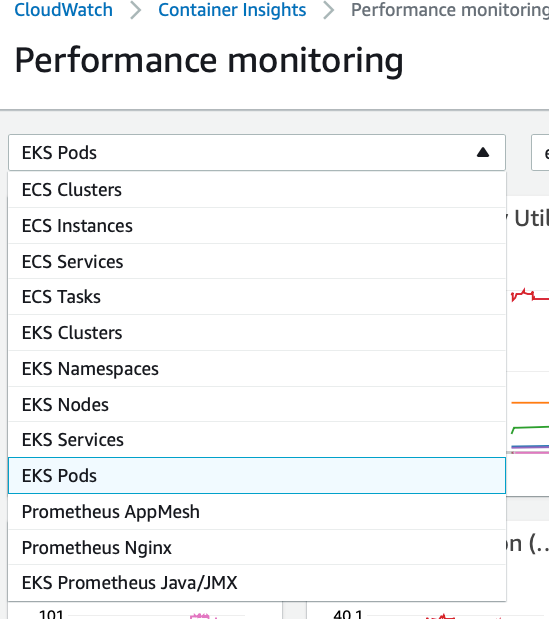 CloudWatch > Container Insights > Performance monitoring
Performance monitoring
EKS Pods
ECS Clusters
ECS Instances
ECS Services
ECS Tasks
EKS Clusters
EKS Namespaces
EKS Nodes
EKS Services
EKS Pods
Prometheus AppMesh
Prometheus Nginx
EKS Prometheus Java/JMX
101
40.1